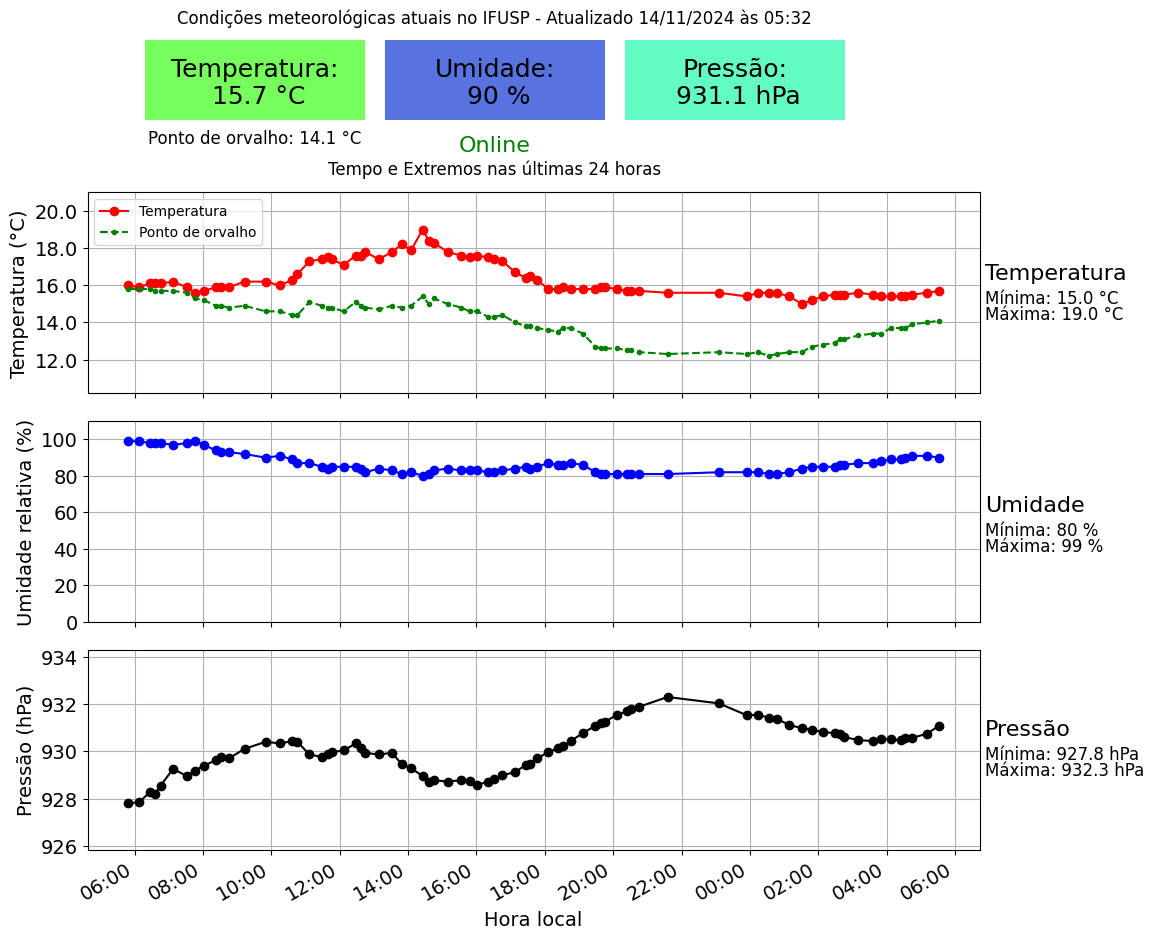 Condições meteorológicas atuais no IFUSP - Atualizado 14/11/2024 às 05:32
Temperatura:
15.7 °C
Umidade:
90 %
Pressão:
931.1 hPa
Ponto de orvalho: 14.1 °C
Online
Tempo e Extremos nas últimas 24 horas
Temperatura (°C)
20.0
18.0
16.0
14.0
12.0
Temperatura
Ponto de orvalho
Temperatura
Mínima: 15.0 °C
Máxima: 19.0 °C
Umidade relativa (%)
100
80
60
40
20
0
Umidade
Mínima: 80 %
Máxima: 99 %
Pressão (hPa)
934
932
930
928
926
Pressão
Mínima: 927.8 hPa
Máxima: 932.3 hPa
06:00 08:00 10:00 12:00 14:00 16:00 18:00 20:00 22:00 00:00 02:00 04:00 06:00
Hora local